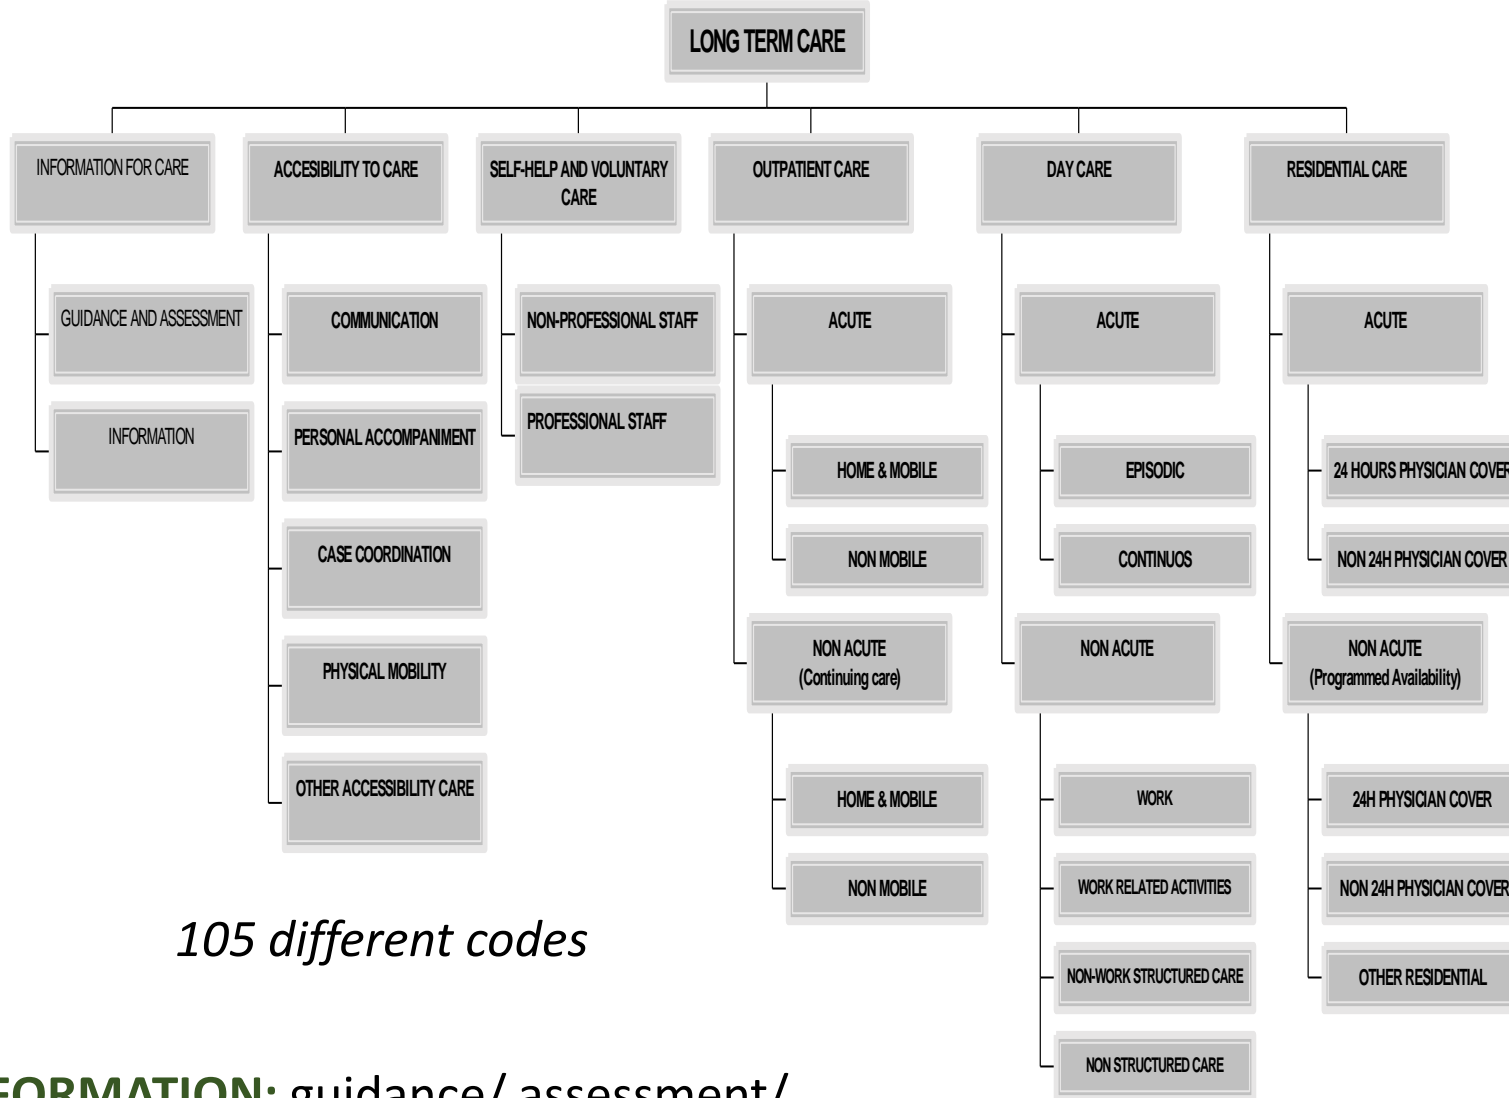 LONG TERM CARE
INFORMATION FOR CARE
GUIDANCE AND ASSESSMENT
INFORMATION
ACCESIBILITY TO CARE
COMMUNICATION
PERSONAL ACCOMPANIMENT
CASE COORDINATION
PHYSICAL MOBILITY
OTHER ACCESSIBILITY CARE
SELF-HELP AND VOLUNTARY
CARE
NON-PROFESSIONAL STAFF
PROFESSIONAL STAFF
OUTPATIENT CARE
ACUTE
HOME & MOBILE
NON MOBILE
NON ACUTE
(Continuing care)
HOME & MOBILE
NON MOBILE
DAY CARE
ACUTE
EPISODIC
CONTINUOS
NON ACUTE
WORK
WORK RELATED ACTIVITIES
NON-WORK STRUCTURED CARE
NON STRUCTURED CARE
RESIDENTIAL CARE
ACUTE
24 HOURS PHYSICIAN COVER
NON 24H PHYSICIAN COVER
NON ACUTE
(Programmed Availability)
24H PHYSICIAN COVER
NON 24H PHYSICIAN COVER
OTHER RESIDENTIAL
105 different codes
FORMATION: guidance/ assessment/